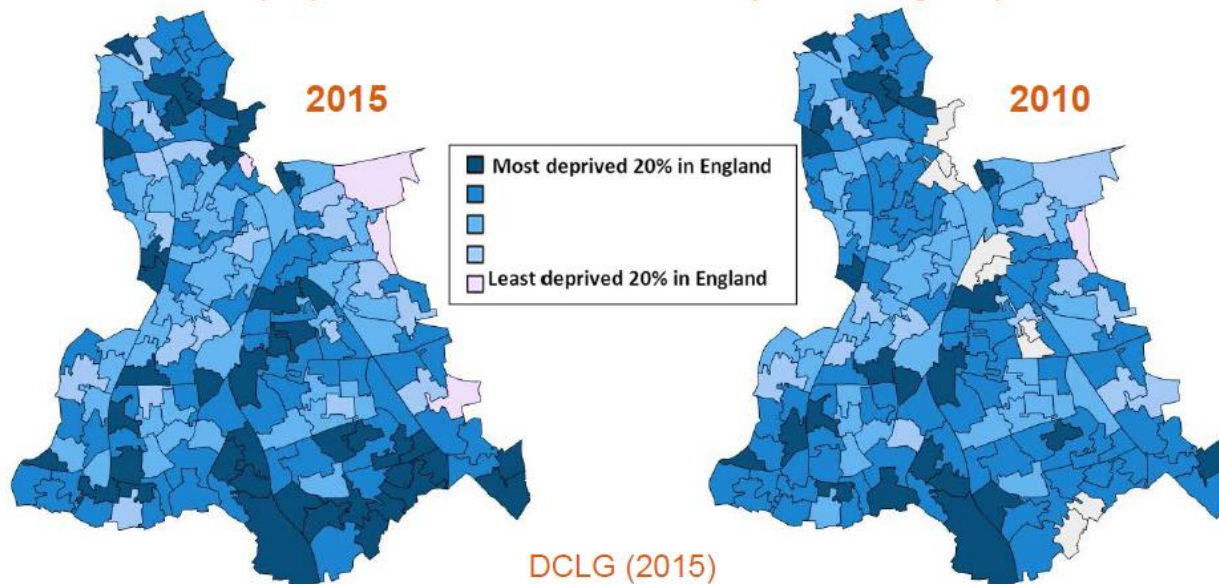 2015
2010
Most deprived 20% in England
Least deprived 20% in England
DCLG (2015)